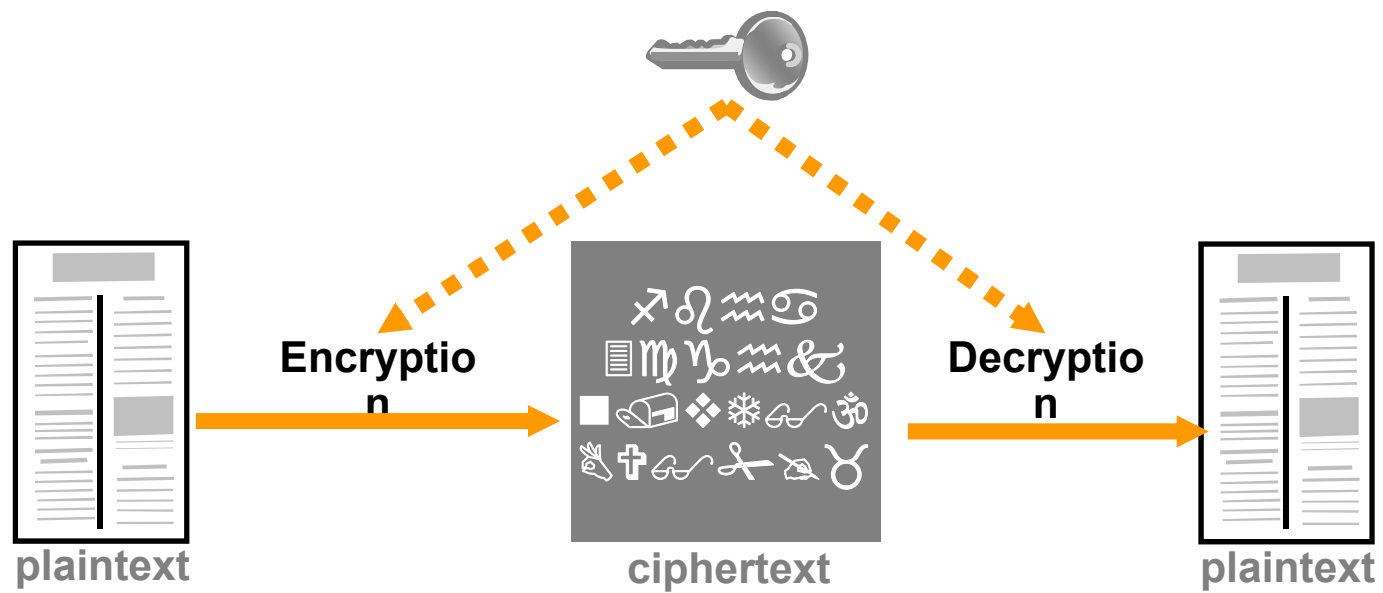 Encryptio
n
Decryptio
n
plaintext
ciphertext
plaintext